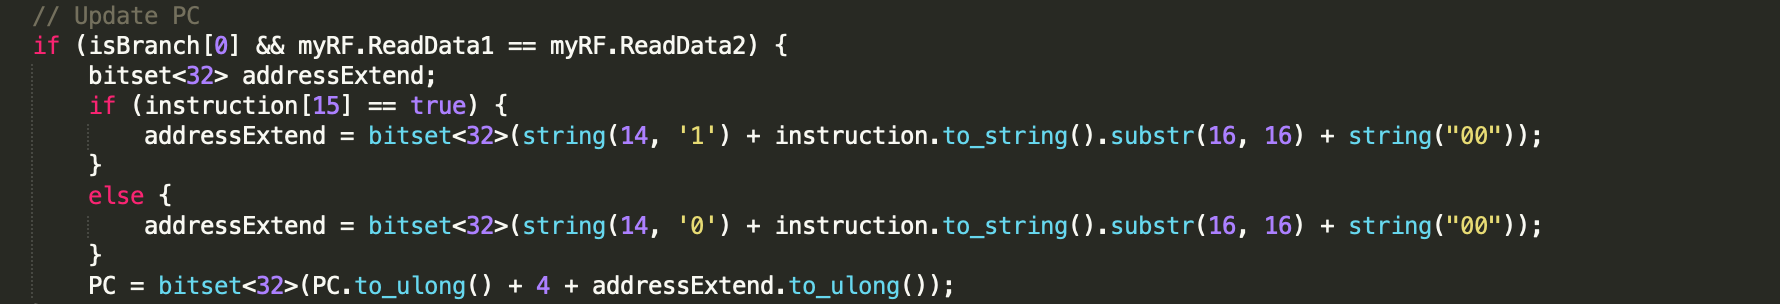 // Update PC
if (isBranch[0] && myRF.ReadData1 == myRF.ReadData2) {
    bitset<32> addressExtend;
    if (instruction[15] == true) {
        addressExtend = bitset<32>(string(14, '1') + instruction.to_string().substr(16, 16) + string("00"));
    }
    else {
        addressExtend = bitset<32>(string(14, '0') + instruction.to_string().substr(16, 16) + string("00"));
    }
    PC = bitset<32>(PC.to_ulong() + 4 + addressExtend.to_ulong());